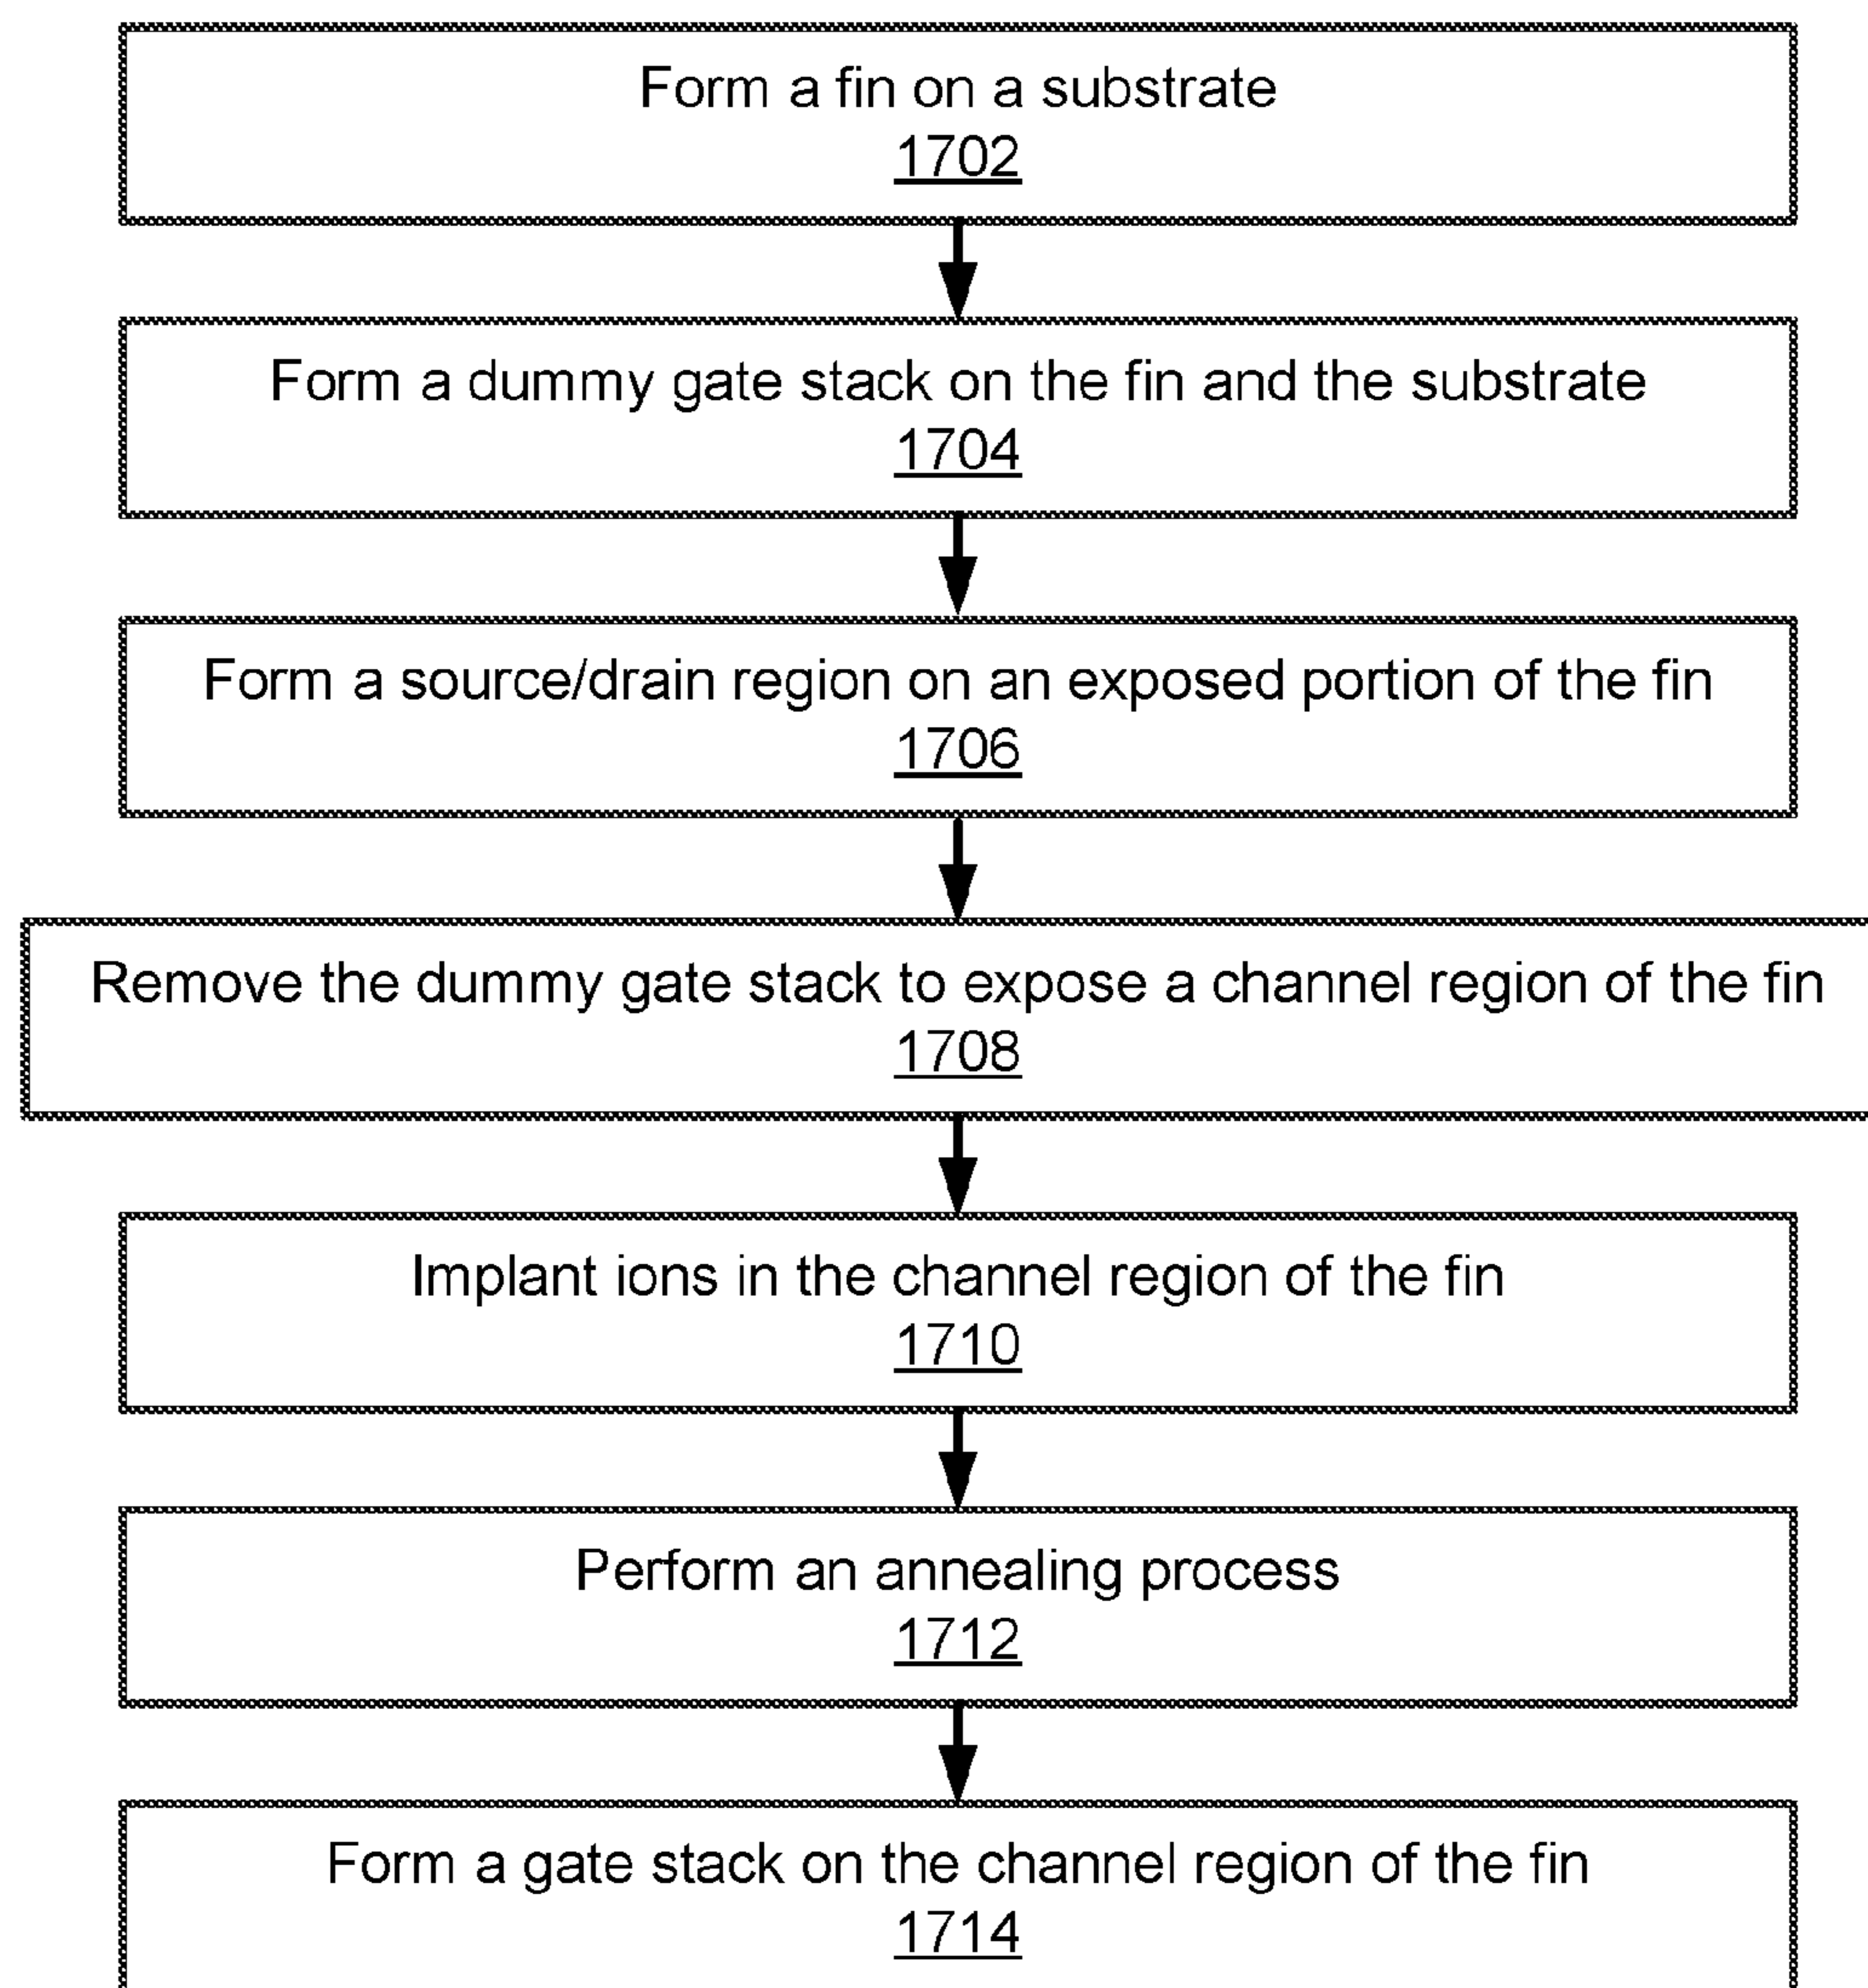 Form a fin on a substrate
1702
Form a dummy gate stack on the fin and the substrate
1704
Form a source/drain region on an exposed portion of the fin
1706
Remove the dummy gate stack to expose a channel region of the fin
1708
Implant ions in the channel region of the fin
1710
Perform an annealing process
1712
Form a gate stack on the channel region of the fin
1714